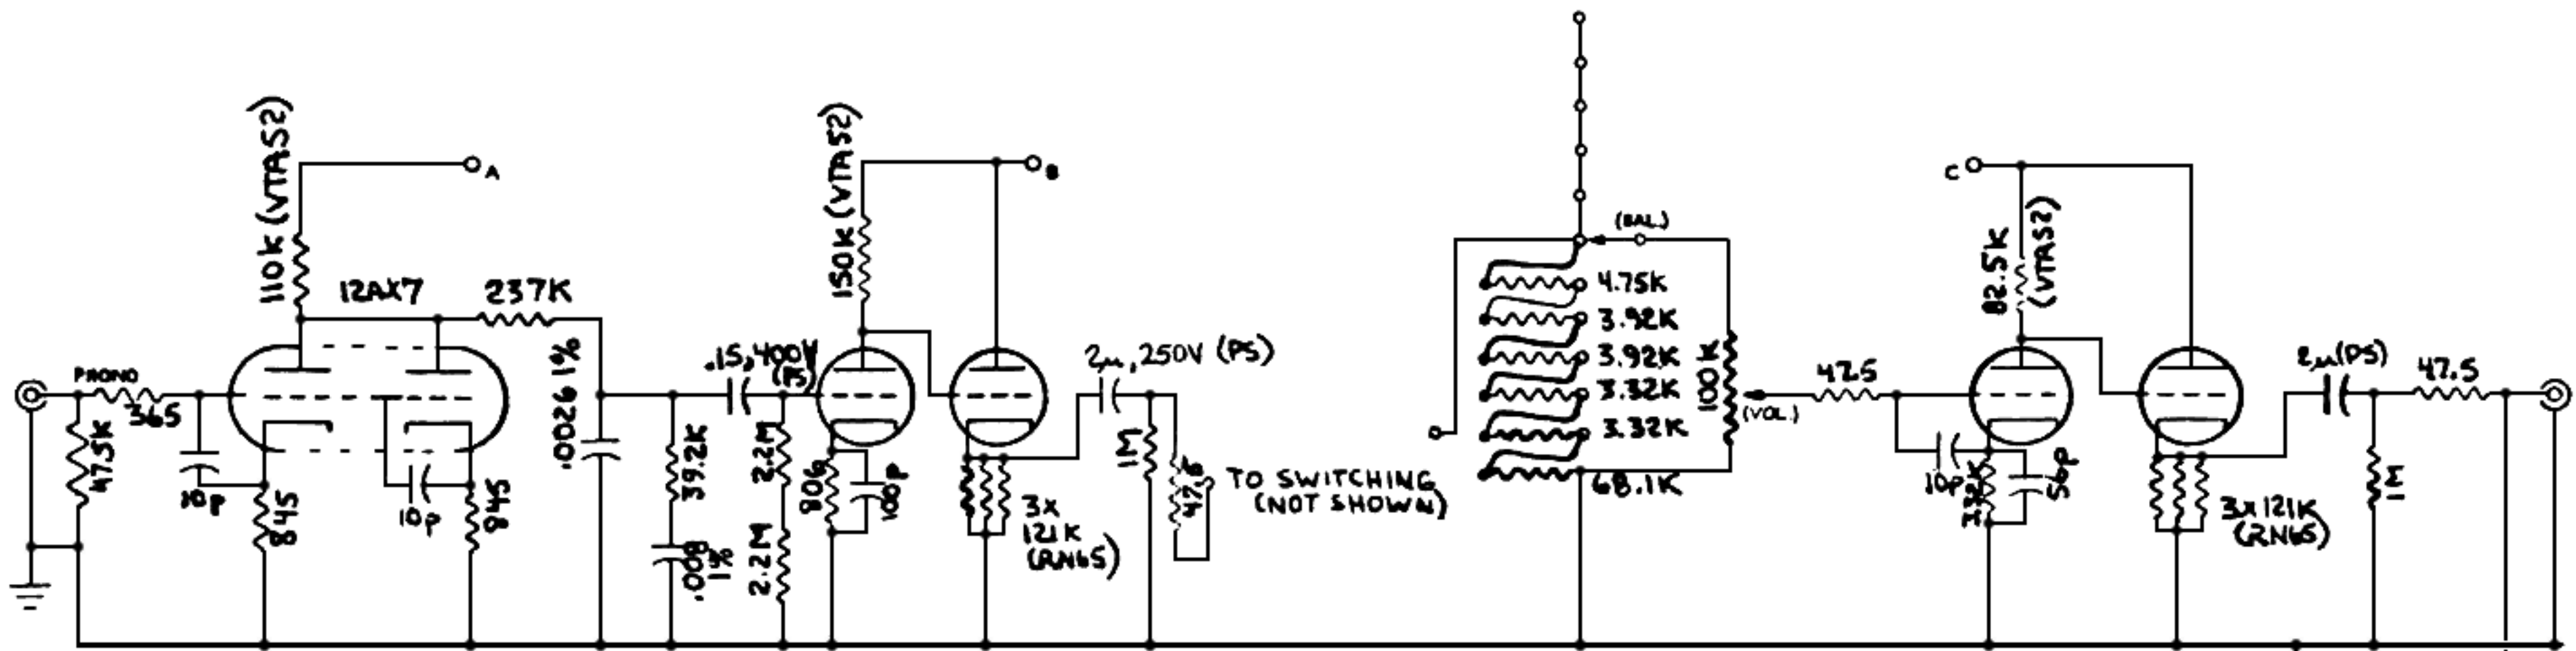 110K (VTA52)
A
12AX7
237K
PHONO
365
47.5K
10p
845
10p
845
.0026 1%
39.2K
.008
1%
.15, 400V
(PS)
2.2M
2.2M
150K (VTA52)
B
806
100p
3x
121K
(RN65)
2μ, 250V (PS)
1M
47.5
TO SWITCHING
(NOT SHOWN)
(BAL.)
4.75K
3.92K
3.92K
3.32K
3.32K
68.1K
100K
(VOL.)
47.5
C
82.5K
(VTA52)
10p
56p
3x121K
(RN65)
2μ(PS)
47.5
1M